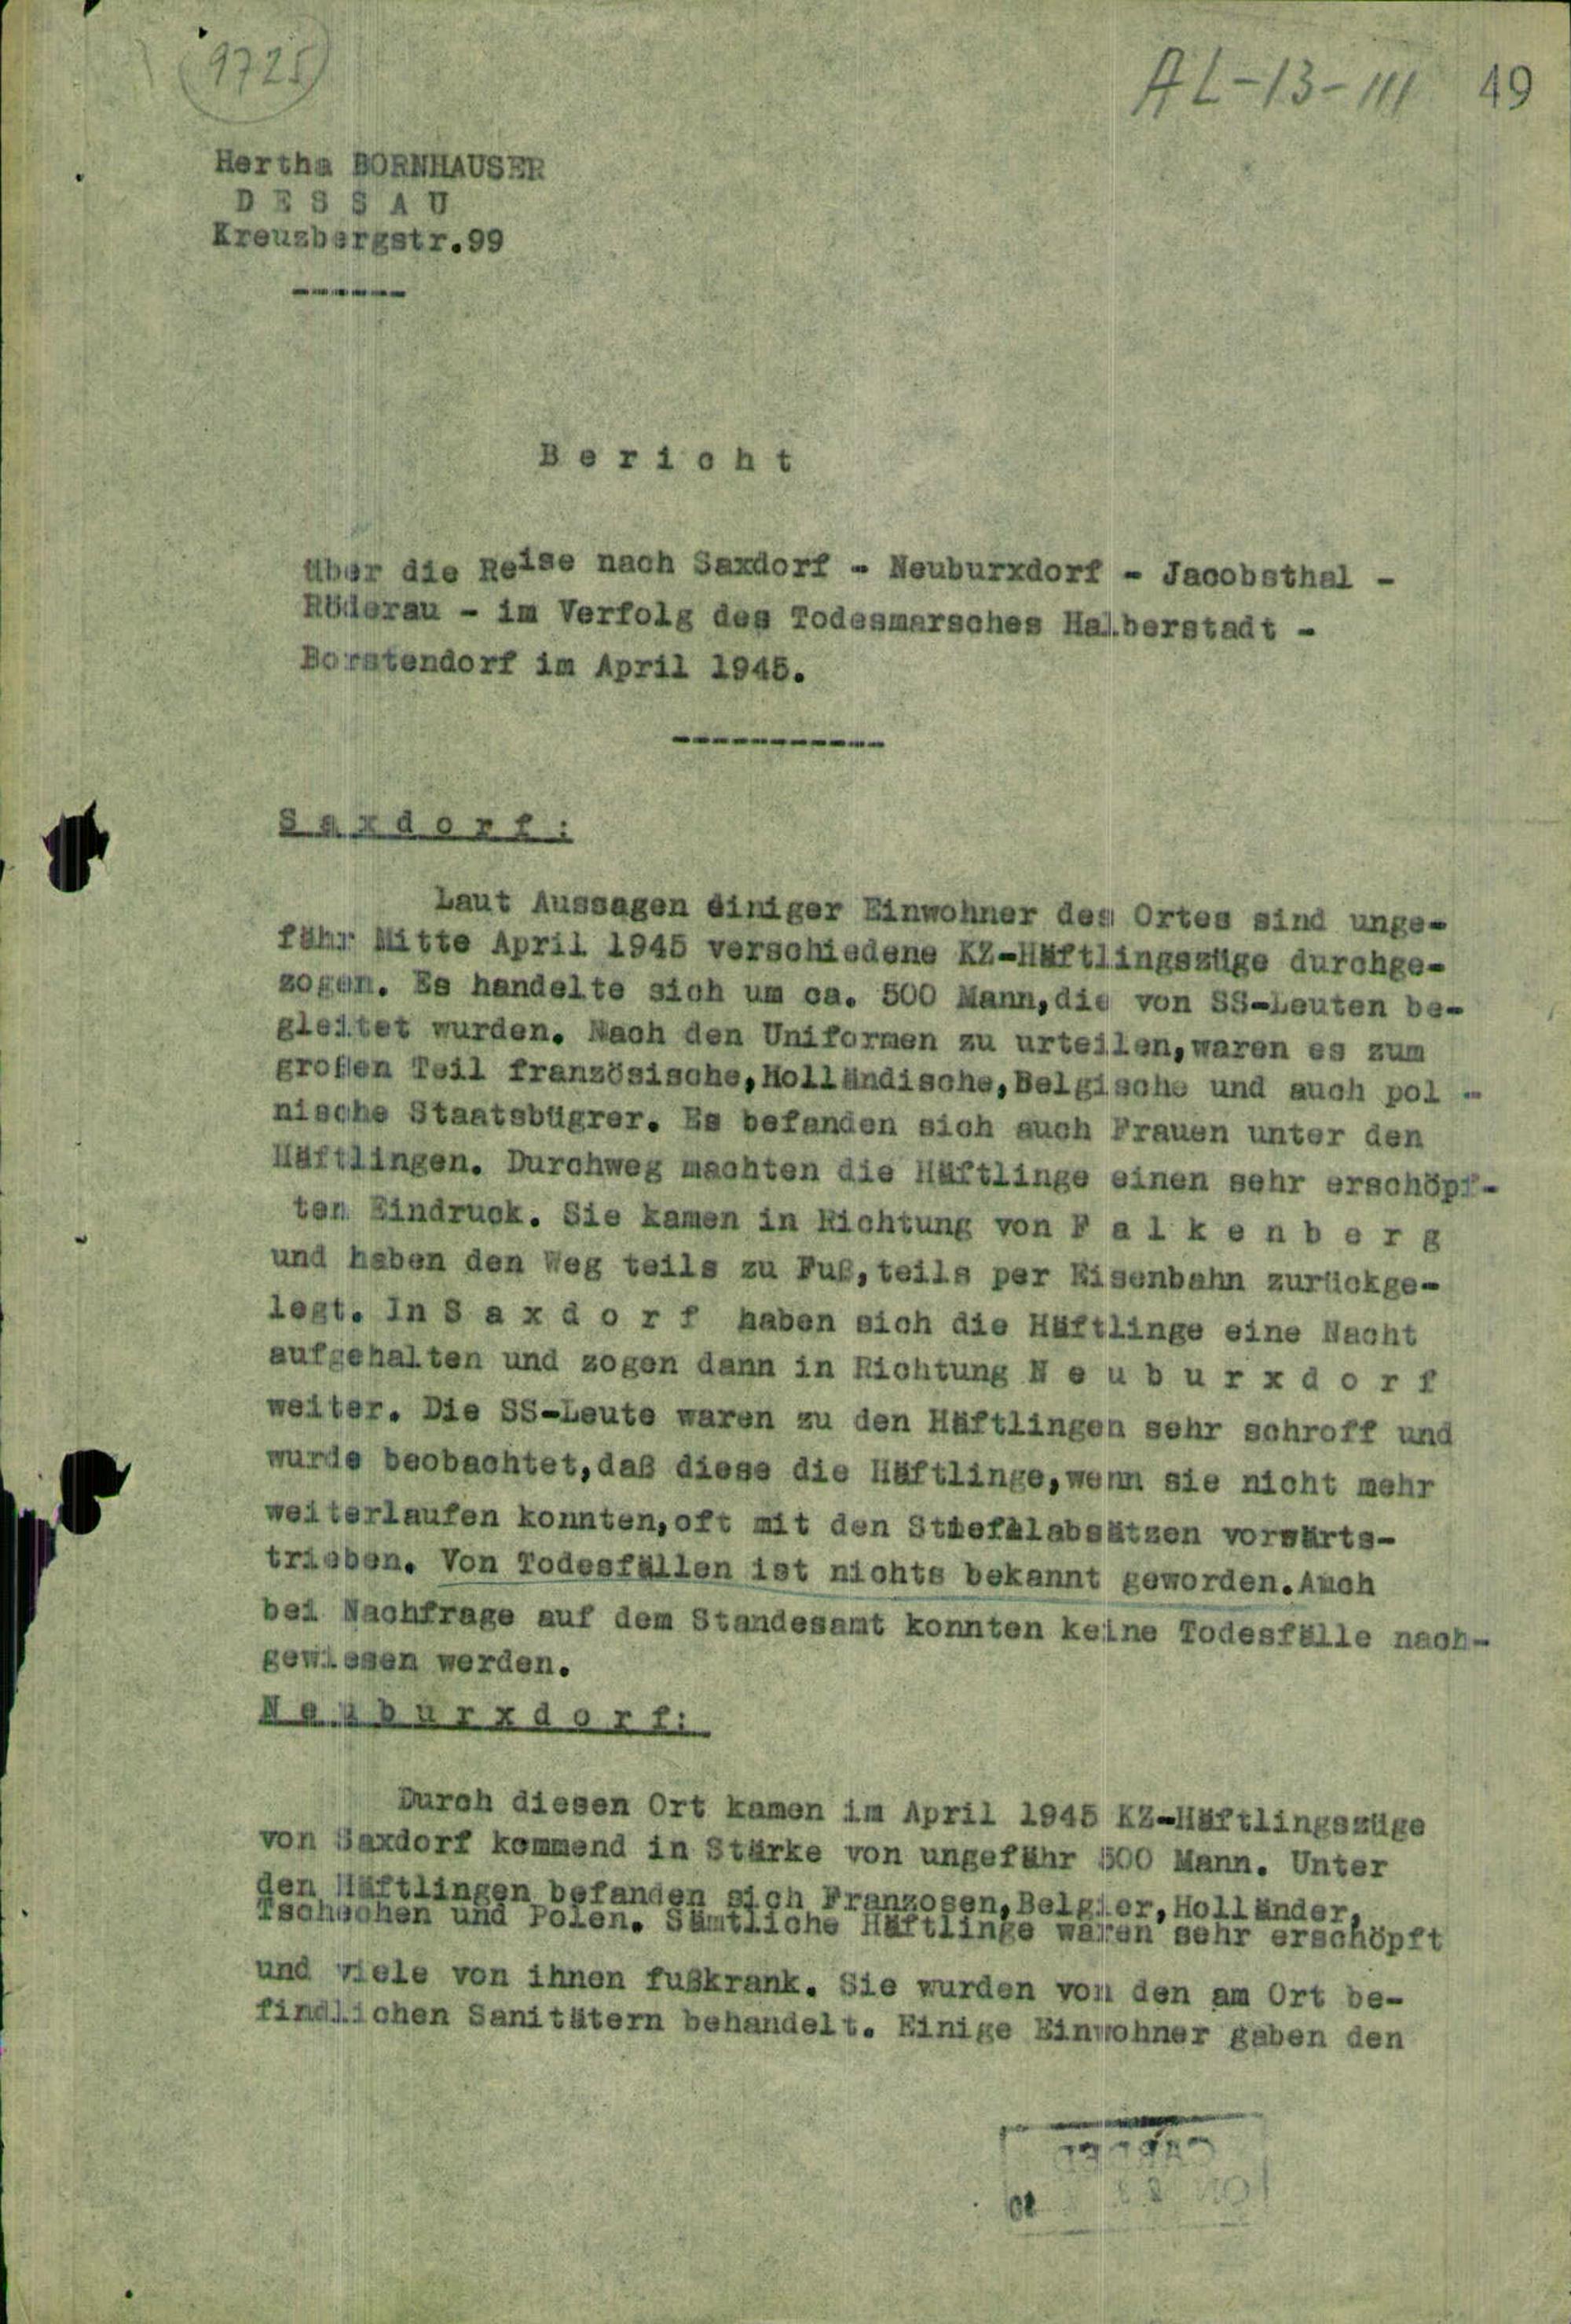 (9725)
AL-13-III 49
Hertha BORNHAUSER
D E S S A U
Kreuzbergstr.99
B e r i c h t
über die Reise nach Saxdorf - Neuburxdorf - Jacobsthal -
Röderau - im Verfolg des Todesmarsches Halberstadt -
Borstendorf im April 1945.
S a x d o r f :
Laut Aussagen einiger Einwohner des Ortes sind unge-
fähr Mitte April 1945 verschiedene KZ-Häftlingszüge durchge-
zogen. Es handelte sich um ca. 500 Mann,die von SS-Leuten be-
gleitet wurden. Nach den Uniformen zu urteilen,waren es zum
großen Teil französische,Holländische,Belgische und auch pol -
nische Staatsbügrer. Es befanden sich auch Frauen unter den
Häftlingen. Durchweg machten die Häftlinge einen sehr erschöpf-
ten Eindruck. Sie kamen in Richtung von F a l k e n b e r g
und haben den Weg teils zu Fuß,teils per Eisenbahn zurückge-
legt. In S a x d o r f haben sich die Häftlinge eine Nacht
aufgehalten und zogen dann in Richtung N e u b u r x d o r f
weiter. Die SS-Leute waren zu den Häftlingen sehr schroff und
wurde beobachtet,daß diese die Häftlinge,wenn sie nicht mehr
weiterlaufen konnten,oft mit den Stiefelabsätzen vorwärts-
trieben. Von Todesfällen ist nichts bekannt geworden.Auch
bei Nachfrage auf dem Standesamt konnten keine Todesfälle nach-
gewiesen werden.
N e u b u r x d o r f:
Durch diesen Ort kamen im April 1945 KZ-Häftlingszüge
von Saxdorf kommend in Stärke von ungefähr 500 Mann. Unter
den Häftlingen befanden sich Franzosen,Belgier,Holländer,
Tschechen und Polen. Sämtliche Häftlinge waren sehr erschöpft
und viele von ihnen fußkrank. Sie wurden von den am Ort be-
findlichen Sanitätern behandelt. Einige Einwohner gaben den